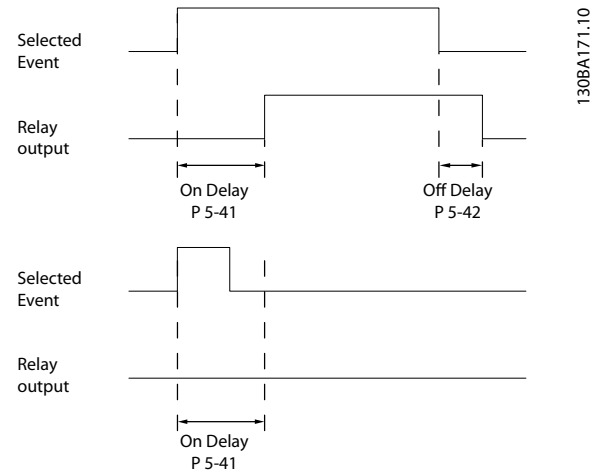 130BA171.10
Selected
Event
Relay
output
On Delay
P 5-41
Off Delay
P 5-42
Selected
Event
Relay
output
On Delay
P 5-41